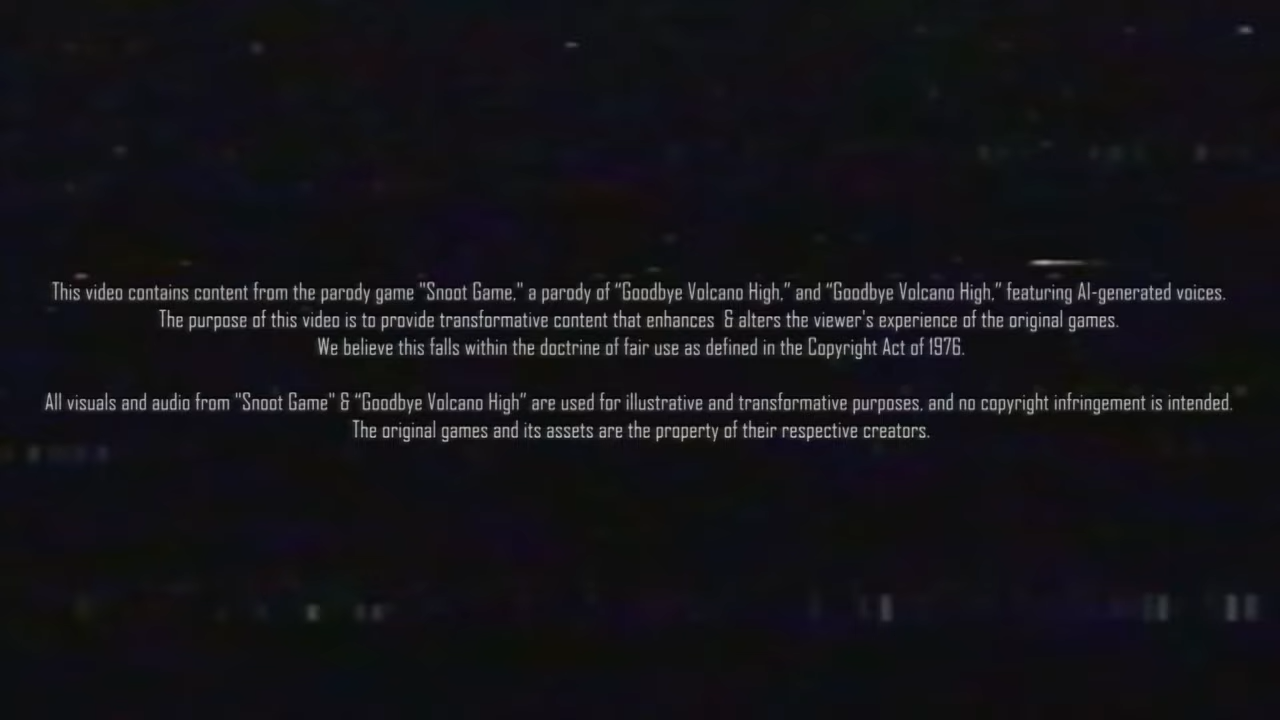 This video contains content from the parody game "Snoot Game," a parody of “Goodbye Volcano High,” and “Goodbye Volcano High,” featuring AI-generated voices.
The purpose of this video is to provide transformative content that enhances & alters the viewer's experience of the original games.
We believe this falls within the doctrine of fair use as defined in the Copyright Act of 1976.
All visuals and audio from "Snoot Game" & “Goodbye Volcano High” are used for illustrative and transformative purposes, and no copyright infringement is intended.
The original games and its assets are the property of their respective creators.